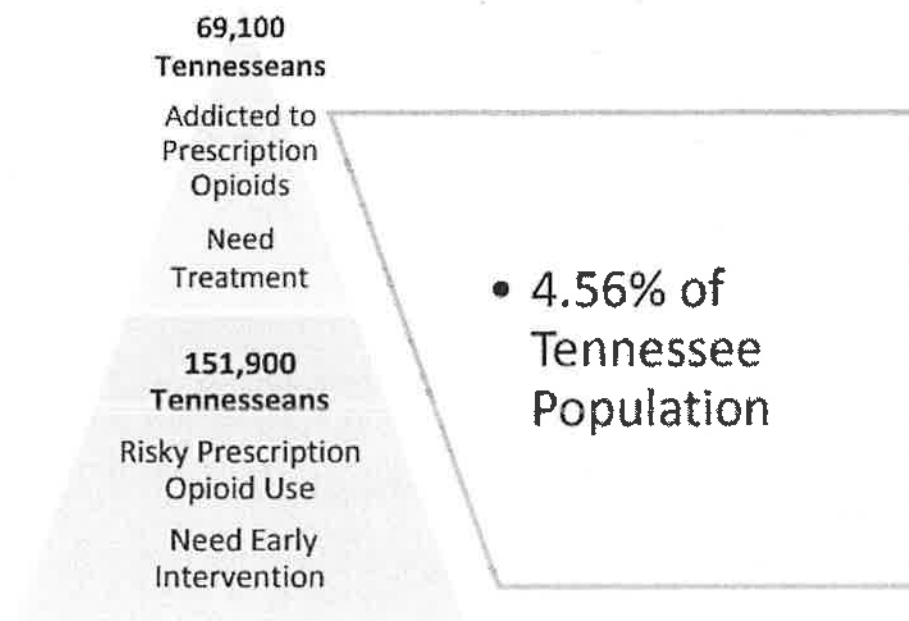 69,100
Tennesseans
Addicted to
Prescription
Opioids
Need
Treatment
151,900
Tennesseans
Risky Prescription
Opioid Use
Need Early
Intervention
• 4.56% of
Tennessee
Population